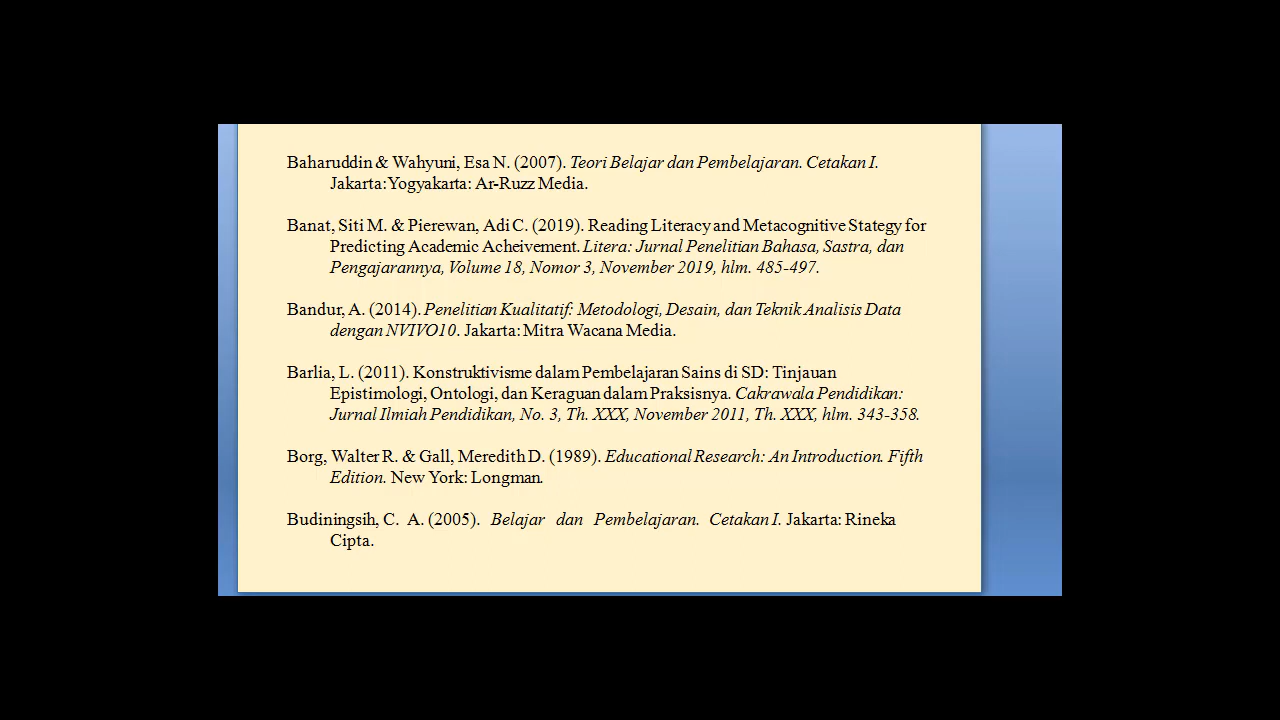 Baharuddin & Wahyuni, Esa N. (2007). Teori Belajar dan Pembelajaran. Cetakan I.
Jakarta: Yogyakarta: Ar-Ruzz Media.
Banat, Siti M. & Pierewan, Adi C. (2019). Reading Literacy and Metacognitive Stategy for
Predicting Academic Acheivement. Litera: Jurnal Penelitian Bahasa, Sastra, dan
Pengajarannya, Volume 18, Nomor 3, November 2019, hlm. 485-497.
Bandur, A. (2014). Penelitian Kualitatif: Metodologi, Desain, dan Teknik Analisis Data
dengan NVIVO10. Jakarta: Mitra Wacana Media.
Barlia, L. (2011). Konstruktivisme dalam Pembelajaran Sains di SD: Tinjauan
Epistimologi, Ontologi, dan Keraguan dalam Praksisnya. Cakrawala Pendidikan:
Jurnal Ilmiah Pendidikan, No. 3, Th. XXX, November 2011, Th. XXX, hlm. 343-358.
Borg, Walter R. & Gall, Meredith D. (1989). Educational Research: An Introduction. Fifth
Edition. New York: Longman.
Budiningsih, C. A. (2005). Belajar dan Pembelajaran. Cetakan I. Jakarta: Rineka
Cipta.